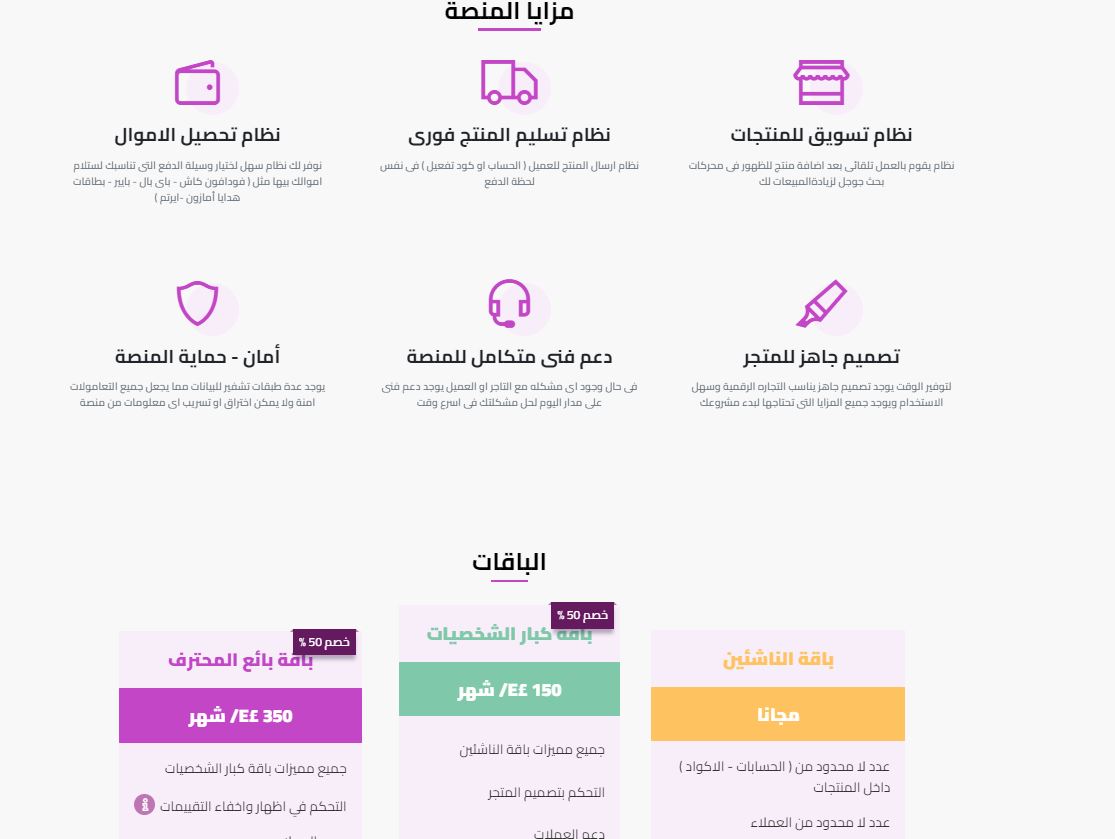 مزايا المنصة
نظام تسويق للمنتجات
نظام يقوم بالعمل تلقائى بعد اضافة منتج للظهور فى محركات
بحث جوجل لزيادةالمبيعات لك
نظام تسليم المنتج فورى
نظام ارسال المنتج للعميل ( الحساب او كود تفعيل ) فى نفس
لحظة الدفع
نظام تحصيل الاموال
نوفر لك نظام سهل لختيار وسيلة الدفع التى تناسبك لستلام
اموالك بيها مثل ( فودافون كاش - باى بال - بايير - بطاقات
هدايا أمازون -ايرتم )
تصميم جاهز للمتجر
لتوفير الوقت يوجد تصميم جاهز يناسب التجاره الرقمية وسهل
الاستخدام ويوجد جميع المزايا التى تحتاجها لبدء مشروعك
دعم فنى متكامل للمنصة
فى حال وجود اى مشكله مع التاجر او العميل يوجد دعم فنى
على مدار اليوم لحل مشكلتك فى اسرع وقت
أمان - حماية المنصة
يوجد عدة طبقات تشفير للبيانات مما يجعل جميع التعامولات
امنة ولا يمكن اختراق او تسريب اى معلومات من منصة
الباقات
باقة الناشئين
مجانا
عدد لا محدود من ( الحسابات - الاكواد )
داخل المنتجات
عدد لا محدود من العملاء
خصم 50 %
باقة كبار الشخصيات
150 E£/ شهر
جميع مميزات باقة الناشئين
التحكم بتصميم المتجر
دعم العملات
خصم 50 %
باقة بائع المحترف
350 E£/ شهر
جميع مميزات باقة كبار الشخصيات
التحكم في اظهار واخفاء التقييمات